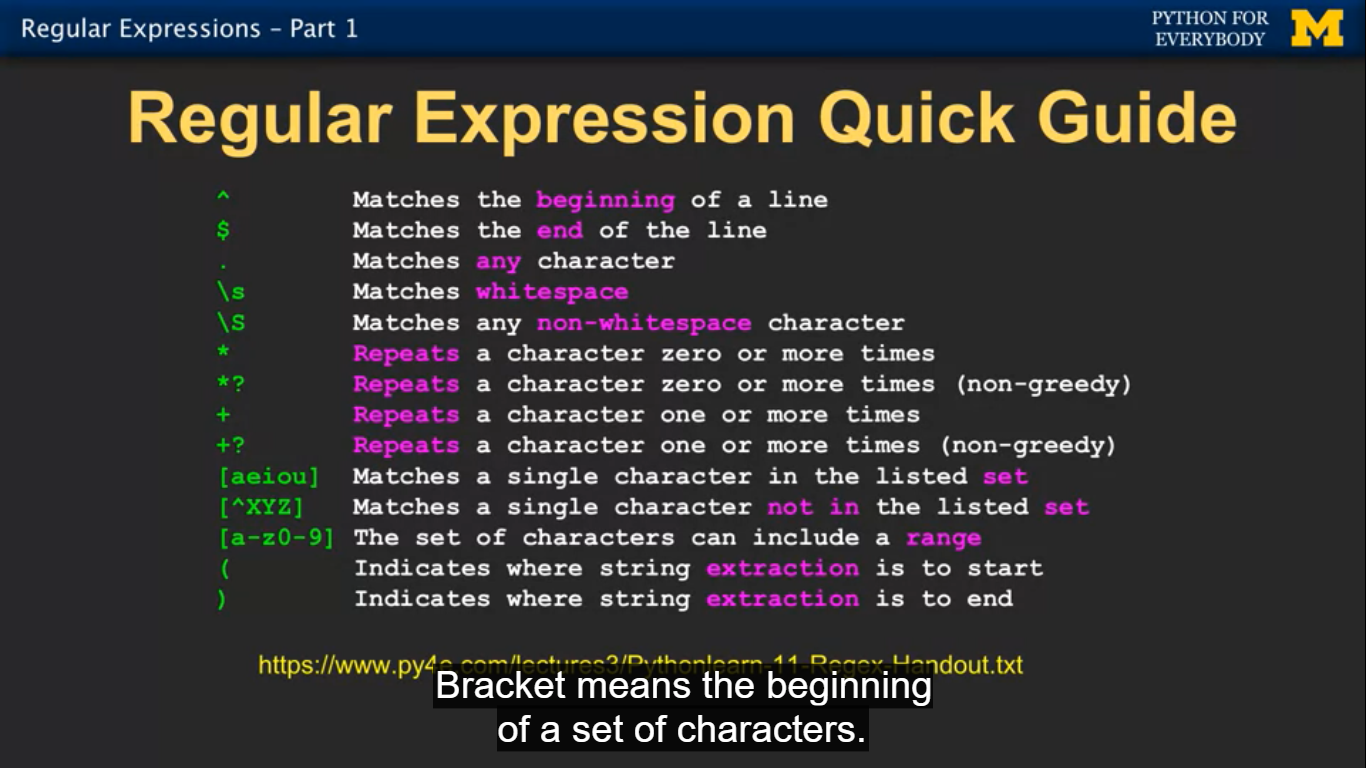 Regular Expressions – Part 1
PYTHON FOR
EVERYBODY
M
Regular Expression Quick Guide
^ Matches the beginning of a line
$ Matches the end of the line
. Matches any character
\s Matches whitespace
\S Matches any non-whitespace character
* Repeats a character zero or more times
*? Repeats a character zero or more times (non-greedy)
+ Repeats a character one or more times
+? Repeats a character one or more times (non-greedy)
[aeiou] Matches a single character in the listed set
[^XYZ] Matches a single character not in the listed set
[a-z0-9] The set of characters can include a range
( Indicates where string extraction is to start
) Indicates where string extraction is to end
https://www.py4e.com/lectures3/Pythonlearn-11-Regex-Handout.txt
Bracket means the beginning
of a set of characters.